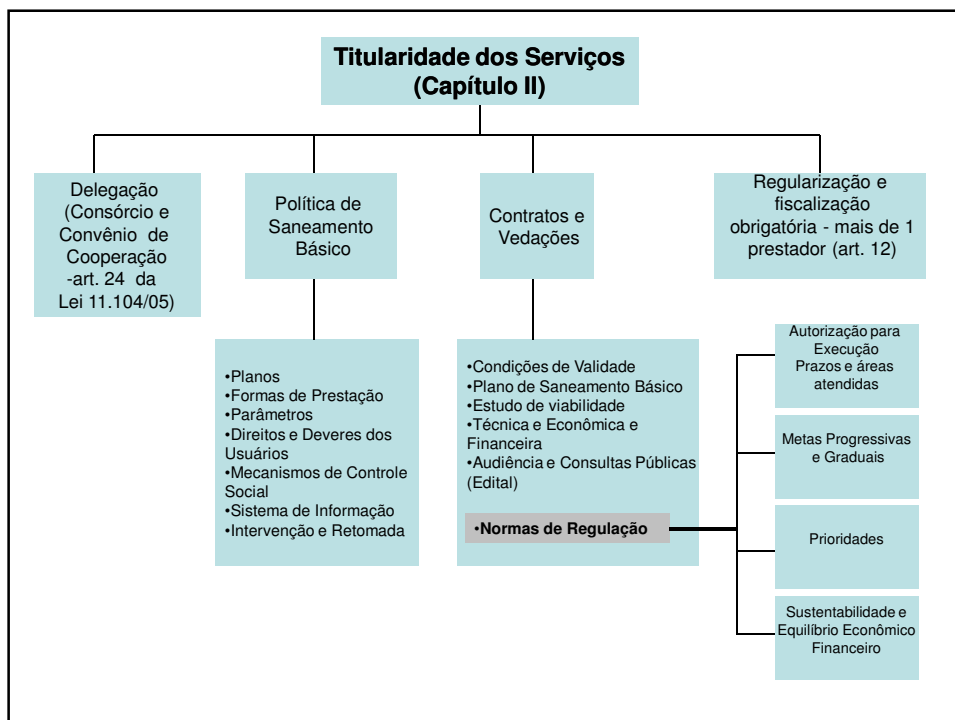 Titularidade dos Serviços
(Capítulo II)
Delegação
(Consórcio e
Convênio de
Cooperação
-art. 24 da
Lei 11.104/05)
Política de
Saneamento
Básico
Contratos e
Vedações
Regularização e
fiscalização
obrigatória - mais de 1
prestador (art. 12)
•Planos
•Formas de Prestação
•Parâmetros
•Direitos e Deveres dos
Usuários
•Mecanismos de Controle
Social
•Sistema de Informação
•Intervenção e Retomada
•Condições de Validade
•Plano de Saneamento Básico
•Estudo de viabilidade
•Técnica e Econômica e
Financeira
•Audiência e Consultas Públicas
(Edital)
•Normas de Regulação
Autorização para
Execução
Prazos e áreas
atendidas
Metas Progressivas
e Graduais
Prioridades
Sustentabilidade e
Equilíbrio Econômico
Financeiro